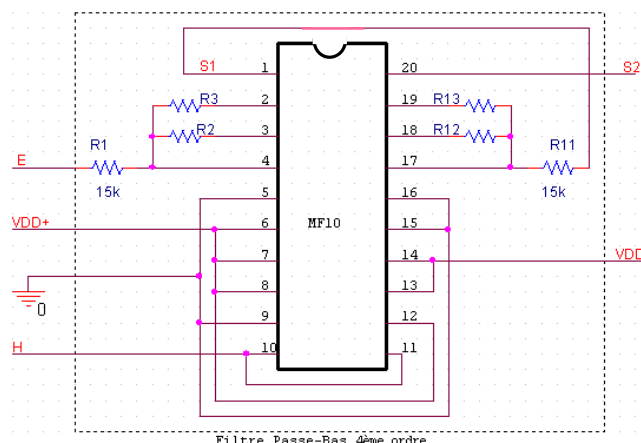 S1 1 20 S2
R3 2 19 R13
R2 3 18 R12
R1 R11
E 4 17
15k 15k
5 16
VDD+ 6 MF10 15
7 14 VDD
8 13
0
9 12
H 10 11
Filtre Passe-Bas 4ème ordre